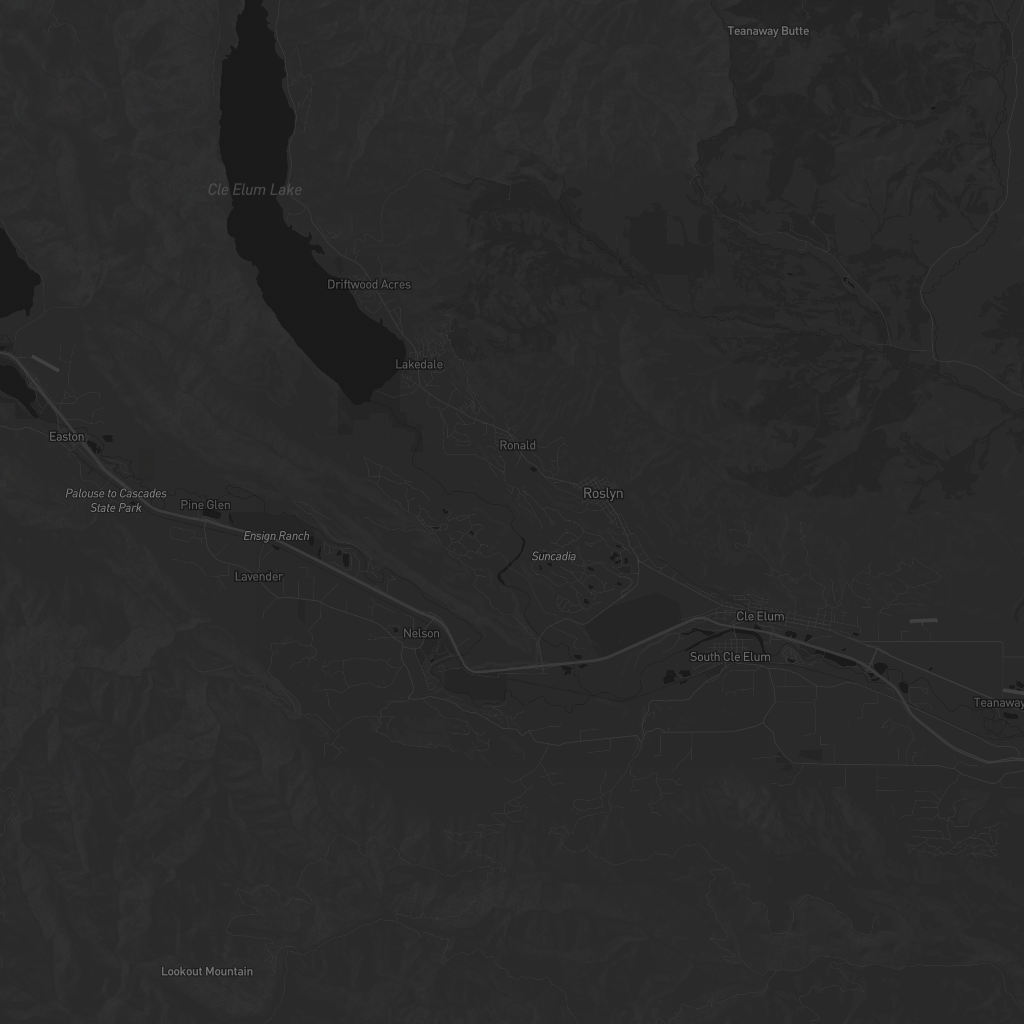 Teanaway Butte
Cle Elum Lake
Driftwood Acres
Lakedale
Easton
Ronald
Palouse to Cascades
State Park
Roslyn
Pine Glen
Ensign Ranch
Suncadia
Lavender
Cle Elum
Nelson
South Cle Elum
Teanaway
Lookout Mountain